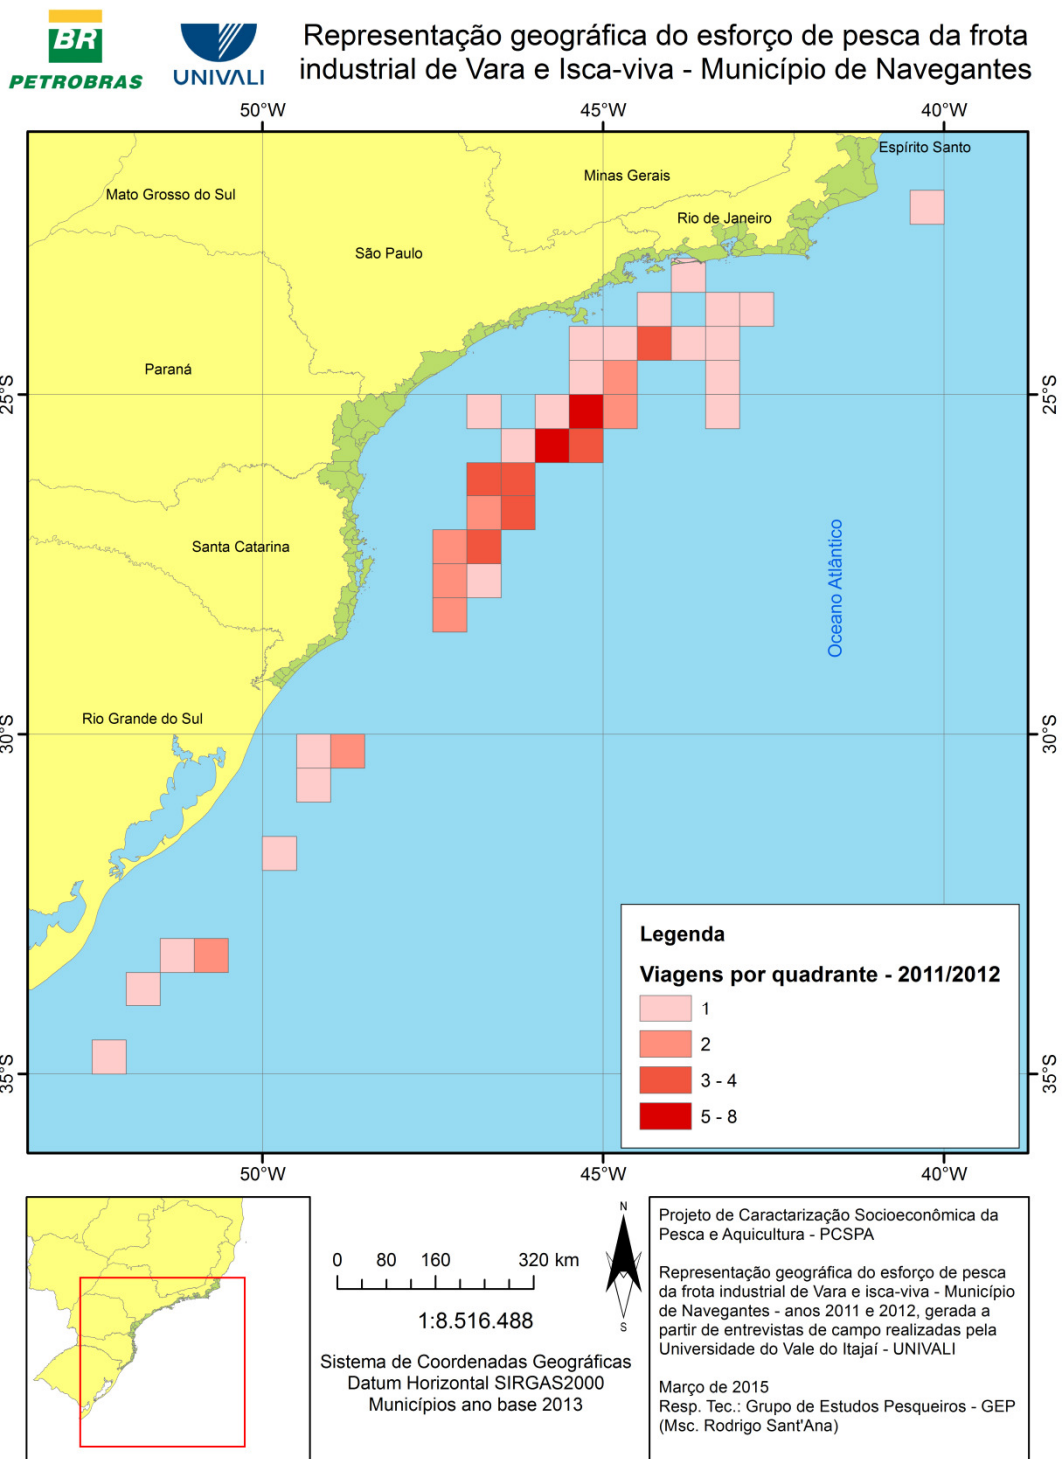 BR
PETROBRAS
UNIVALI
Representação geográfica do esforço de pesca da frota
industrial de Vara e Isca-viva - Município de Navegantes
50°W
45°W
40°W
Espírito Santo
Minas Gerais
Mato Grosso do Sul
Rio de Janeiro
São Paulo
Paraná
25°S
25°S
Santa Catarina
Oceano Atlântico
Rio Grande do Sul
30°S
30°S
Legenda
Viagens por quadrante - 2011/2012
1
2
3 - 4
5 - 8
35°S
35°S
50°W
45°W
40°W
0 80 160 320 km
1:8.516.488
Sistema de Coordenadas Geográficas
Datum Horizontal SIRGAS2000
Municípios ano base 2013
N
S
Projeto de Caractarização Socioeconômica da
Pesca e Aquicultura - PCSPA
Representação geográfica do esforço de pesca
da frota industrial de Vara e isca-viva - Município
de Navegantes - anos 2011 e 2012, gerada a
partir de entrevistas de campo realizadas pela
Universidade do Vale do Itajaí - UNIVALI
Março de 2015
Resp. Tec.: Grupo de Estudos Pesqueiros - GEP
(Msc. Rodrigo Sant'Ana)